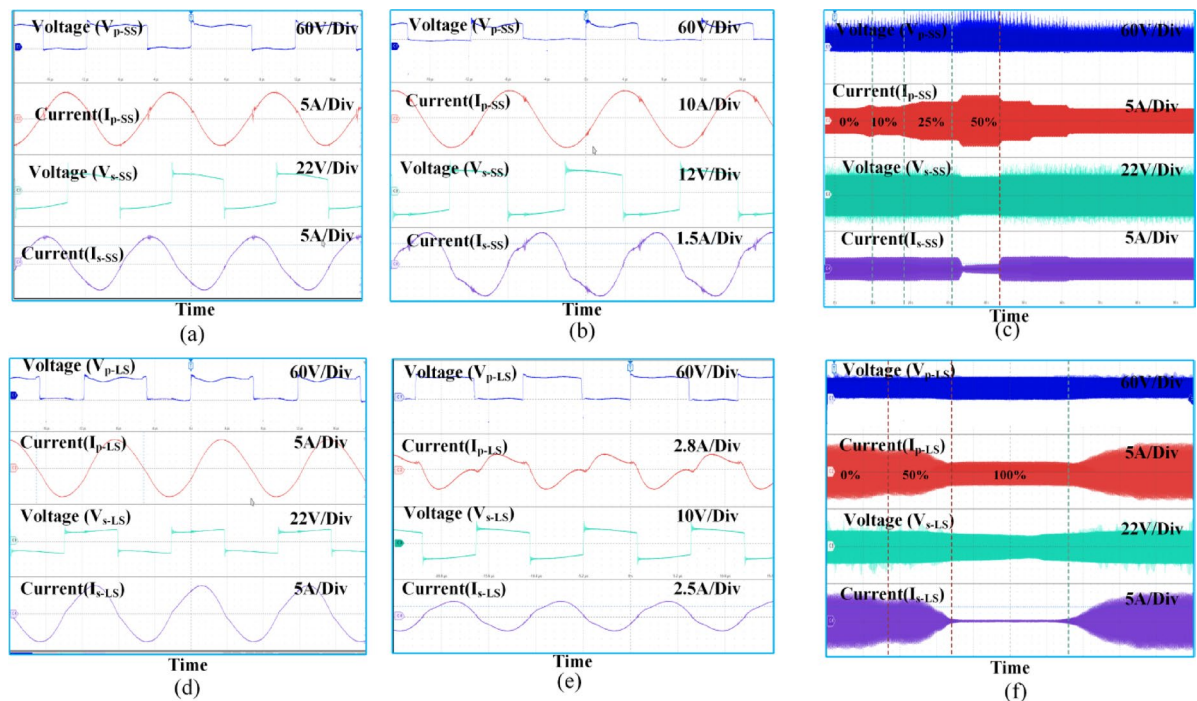 Voltage (Vp-SS) 60V/Div
Current(Ip-SS) 5A/Div
Voltage (Vs-SS) 22V/Div
Current(Is-SS) 5A/Div
Time
(a)
Voltage (Vp-SS) 60V/Div
Current(Ip-SS) 10A/Div
Voltage (Vs-SS) 12V/Div
Current(Is-SS) 1.5A/Div
Time
(b)
Voltage (Vp-SS) 60V/Div
Current(Ip-SS) 5A/Div
0% 10% 25% 50%
Voltage (Vs-SS) 22V/Div
Current(Is-SS) 5A/Div
Time
(c)
Voltage (Vp-LS) 60V/Div
Current(Ip-LS) 5A/Div
Voltage (Vs-LS) 22V/Div
Current(Is-LS) 5A/Div
Time
(d)
Voltage (Vp-LS) 60V/Div
Current(Ip-LS) 2.8A/Div
Voltage (Vs-LS) 10V/Div
Current(Is-LS) 2.5A/Div
Time
(e)
Voltage (Vp-LS) 60V/Div
Current(Ip-LS) 5A/Div
0% 50% 100%
Voltage (Vs-LS) 22V/Div
Current(Is-LS) 5A/Div
Time
(f)